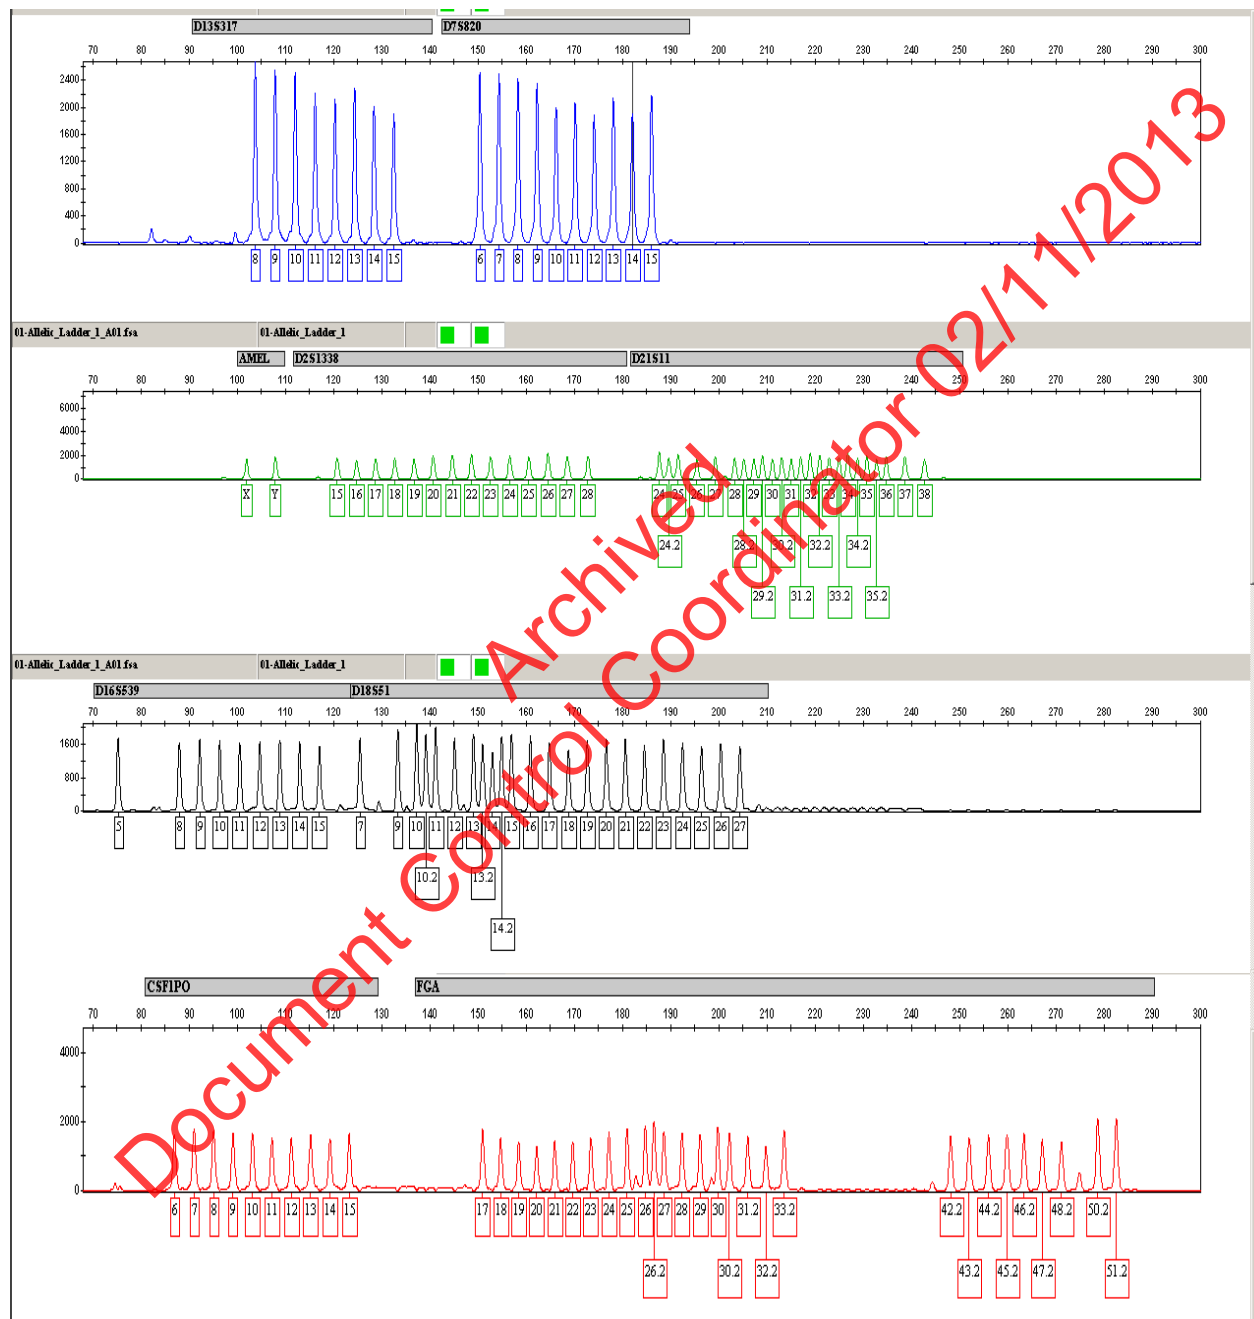 D13S317 D7S820
70 80 90 100 110 120 130 140 150 160 170 180 190 200 210 220 230 240 250 260 270 280 290 300
2400
2000
1600
1200
800
400
0
8 9 10 11 12 13 14 15 6 7 8 9 10 11 12 13 14 15
01-Allelic_Ladder_1_A01.fsa 01-Allelic_Ladder_1
AMEL D2S1338 D21S11
70 80 90 100 110 120 130 140 150 160 170 180 190 200 210 220 230 240 250 260 270 280 290 300
6000
4000
2000
0
X Y 15 16 17 18 19 20 21 22 23 24 25 26 27 28 24 25 26 27 28 29 30 31 32 33 34 35 36 37 38
24.2 28.2 30.2 32.2 34.2
29.2 31.2 33.2 35.2
01-Allelic_Ladder_1_A01.fsa 01-Allelic_Ladder_1
D16S539 D18S51
70 80 90 100 110 120 130 140 150 160 170 180 190 200 210 220 230 240 250 260 270 280 290 300
1600
800
0
5 8 9 10 11 12 13 14 15 7 9 10 11 12 13 14 15 16 17 18 19 20 21 22 23 24 25 26 27
10.2 13.2
14.2
CSF1PO FGA
70 80 90 100 110 120 130 140 150 160 170 180 190 200 210 220 230 240 250 260 270 280 290 300
4000
2000
0
6 7 8 9 10 11 12 13 14 15 17 18 19 20 21 22 23 24 25 26 27 28 29 30 31.2 33.2 42.2 44.2 46.2 48.2 50.2
26.2 30.2 32.2 43.2 45.2 47.2 51.2
Archived
Document Control Coordinator 02/11/2013